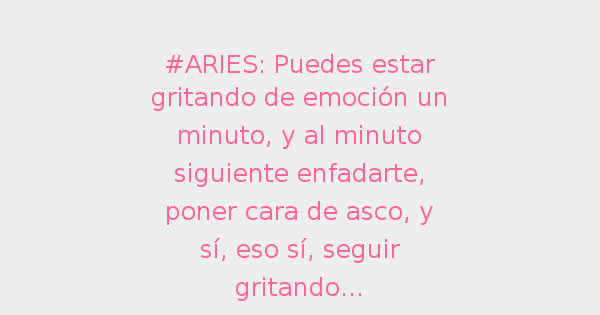 #ARIES: Puedes estar
gritando de emoción un
minuto, y al minuto
siguiente enfadarte,
poner cara de asco, y
sí, eso sí, seguir
gritando...